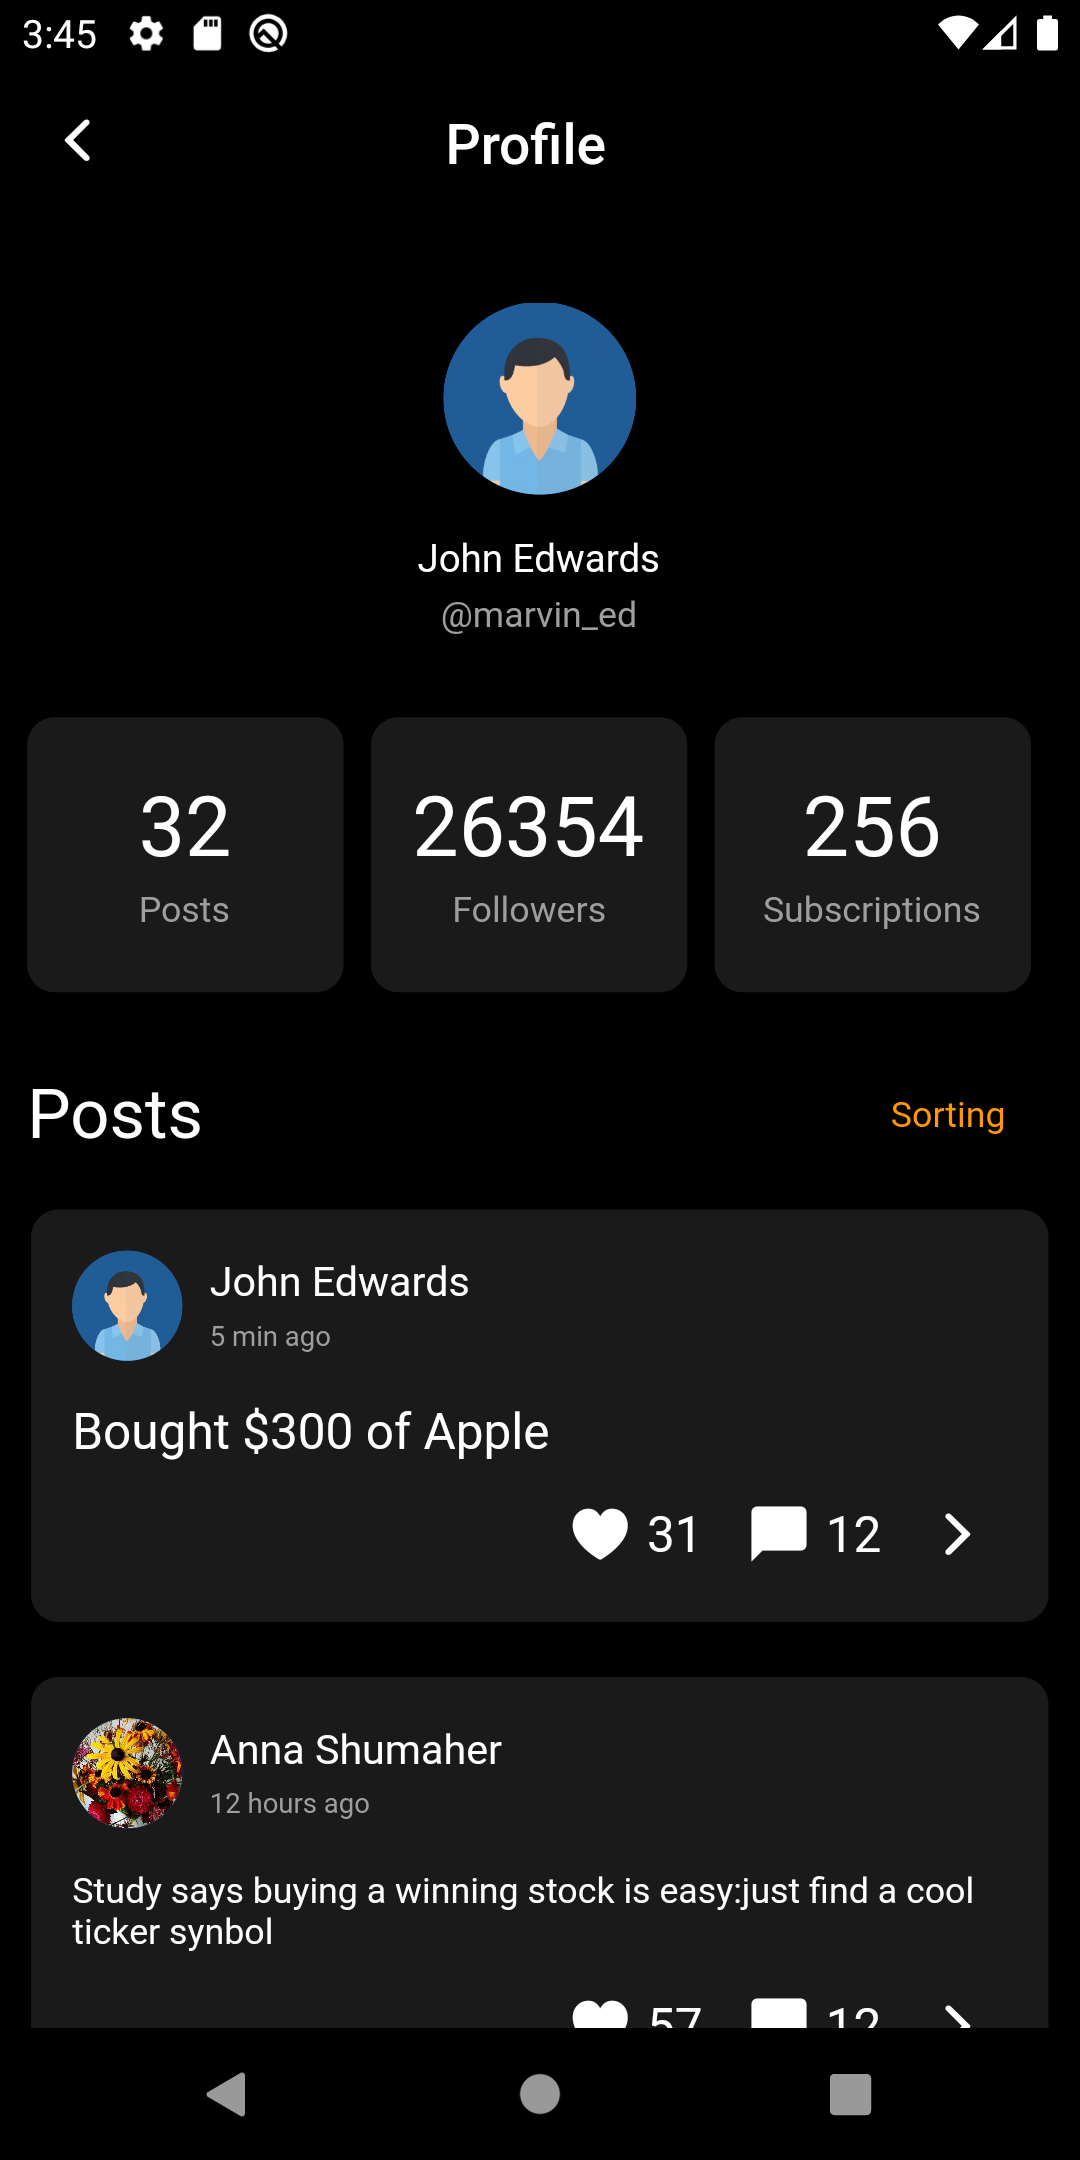 3:45
Profile
John Edwards
@marvin_ed
32
26354
256
Posts
Followers
Subscriptions
Posts
Sorting
John Edwards
5 min ago
Bought $300 of Apple
31
12
Anna Shumaher
12 hours ago
Study says buying a winning stock is easy:just find a cool
ticker synbol
57
12